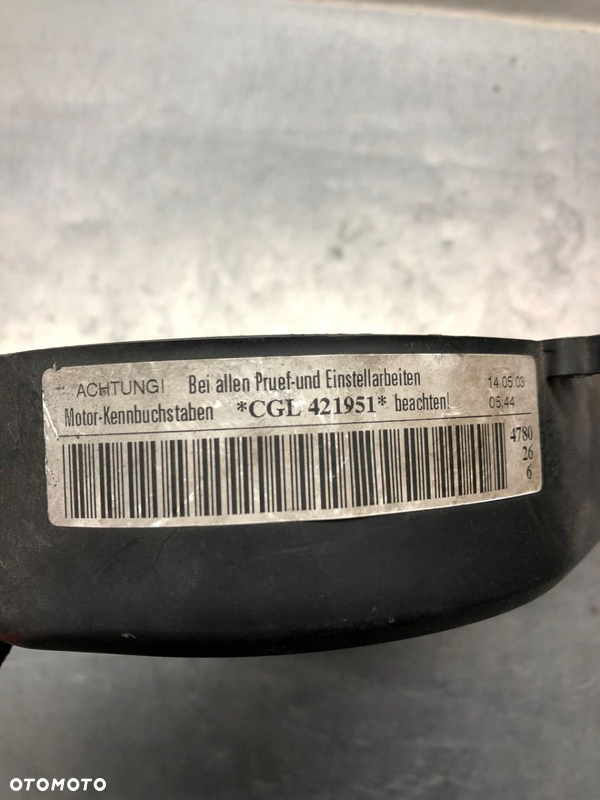 ACHTUNG! Bei allen Pruef-und Einstellarbeiten 14.05.03
Motor-Kennbuchstaben *CGL 421951* beachten! 05.44
4780
26
6
OTOMOTO